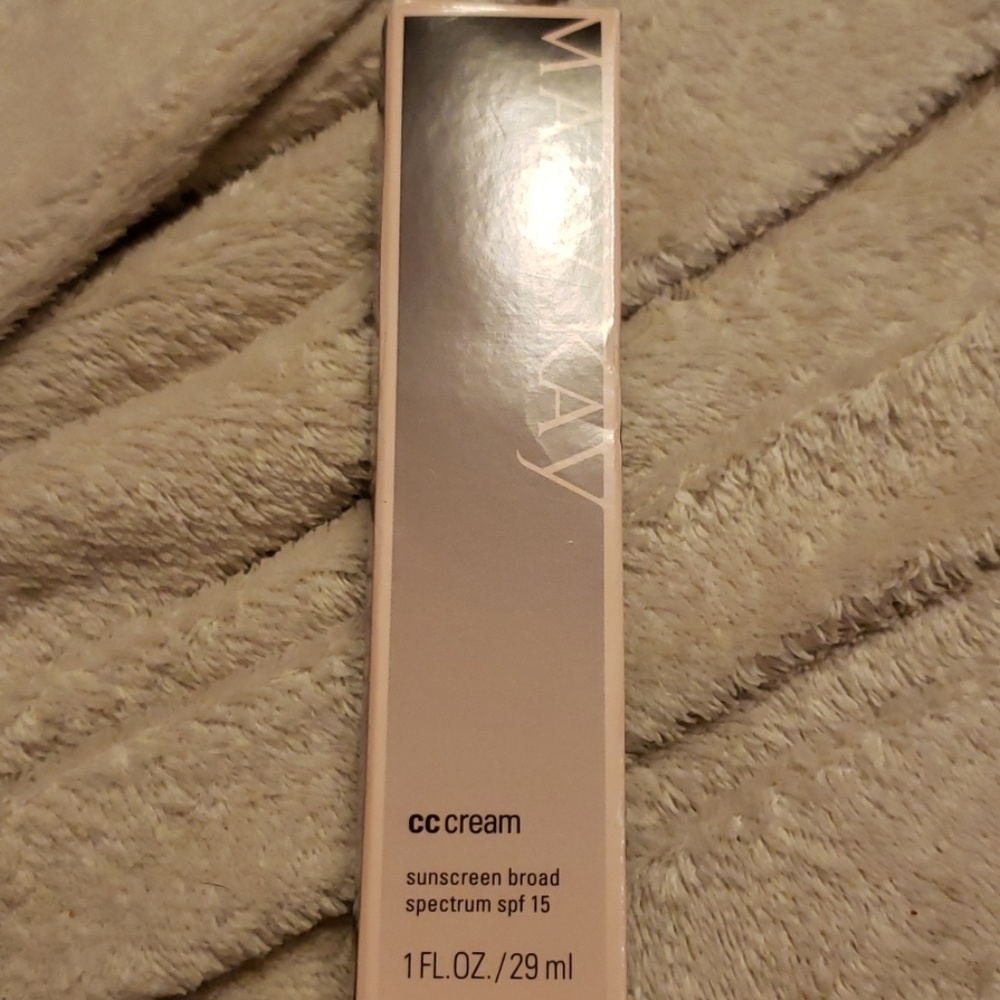 MARY KAY
cc cream
sunscreen broad
spectrum spf 15
1 FL.OZ./29 ml